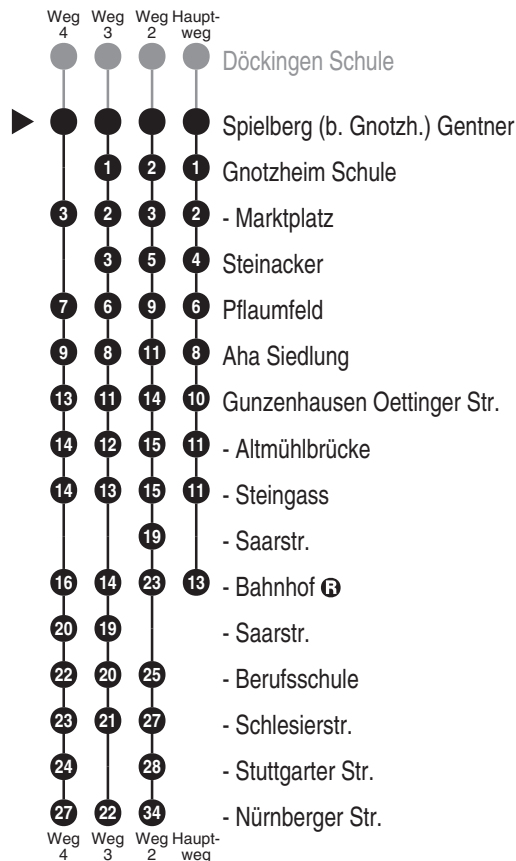 Weg Weg Weg Haupt-
4 3 2 weg
Döckingen Schule
Spielberg (b. Gnotzh.) Gentner
1 2 1 Gnotzheim Schule
3 2 3 2 - Marktplatz
3 5 4 Steinacker
7 6 9 6 Pflaumfeld
9 8 11 8 Aha Siedlung
13 11 14 10 Gunzenhausen Oettinger Str.
14 12 15 11 - Altmühlbrücke
14 13 15 11 - Steingass
19 - Saarstr.
16 14 23 13 - Bahnhof R
20 19 - Saarstr.
22 20 25 - Berufsschule
23 21 27 - Schlesierstr.
24 28 - Stuttgarter Str.
27 22 34 - Nürnberger Str.
Weg Weg Weg Haupt-
4 3 2 weg